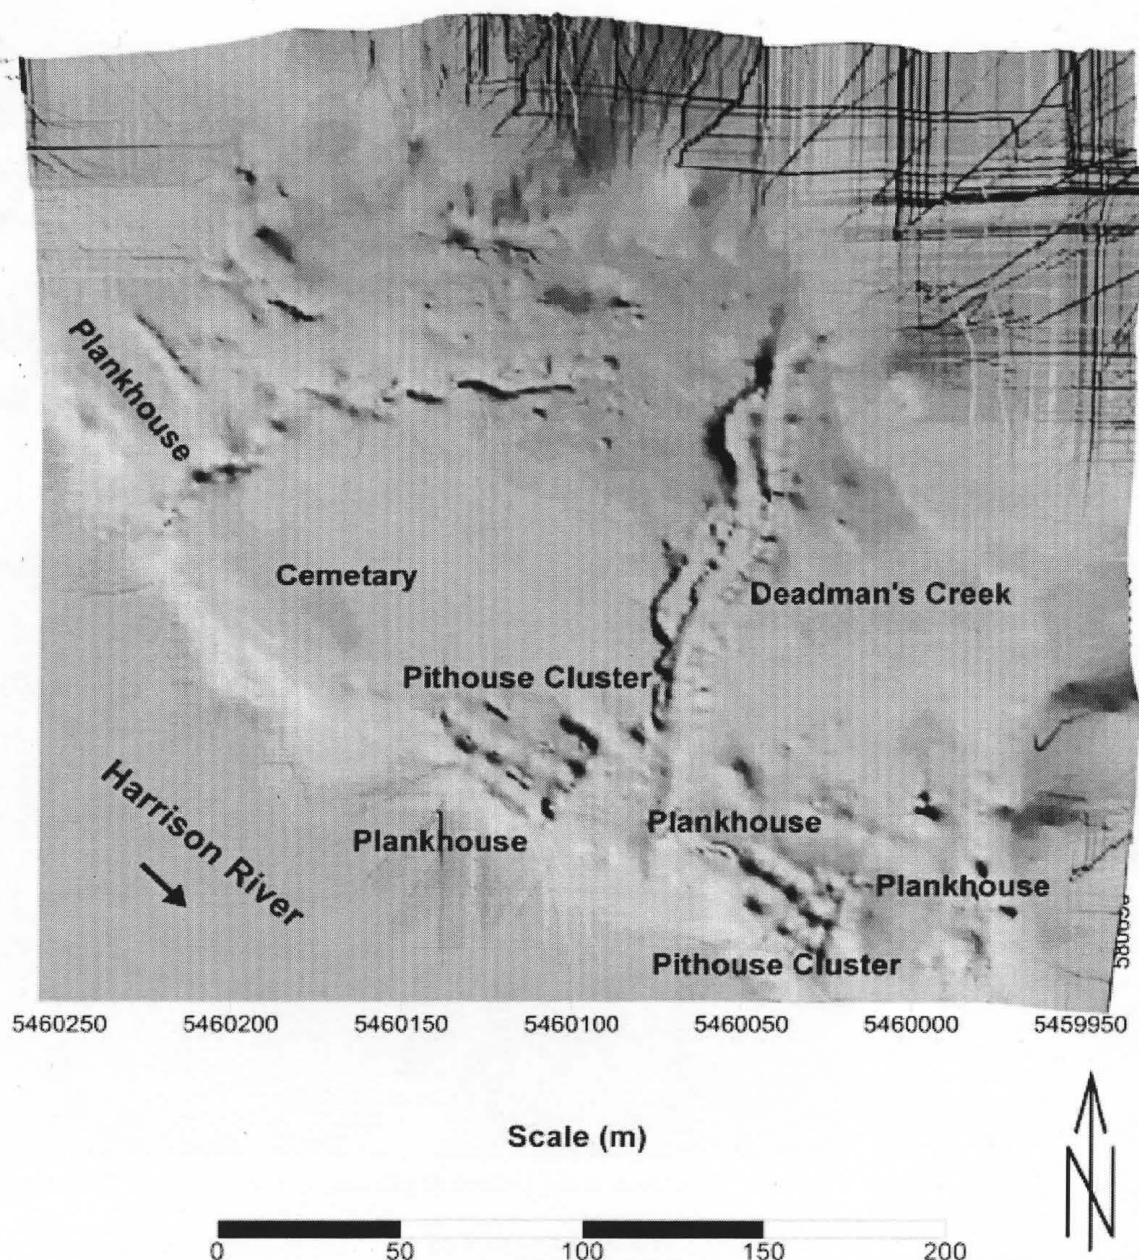 Plankhouse
Cemetary
Deadman's Creek
Pithouse Cluster
Harrison River
Plankhouse
Plankhouse
Plankhouse
Pithouse Cluster
5460250 5460200 5460150 5460100 5460050 5460000 5459950
Scale (m)
N
0 50 100 150 200